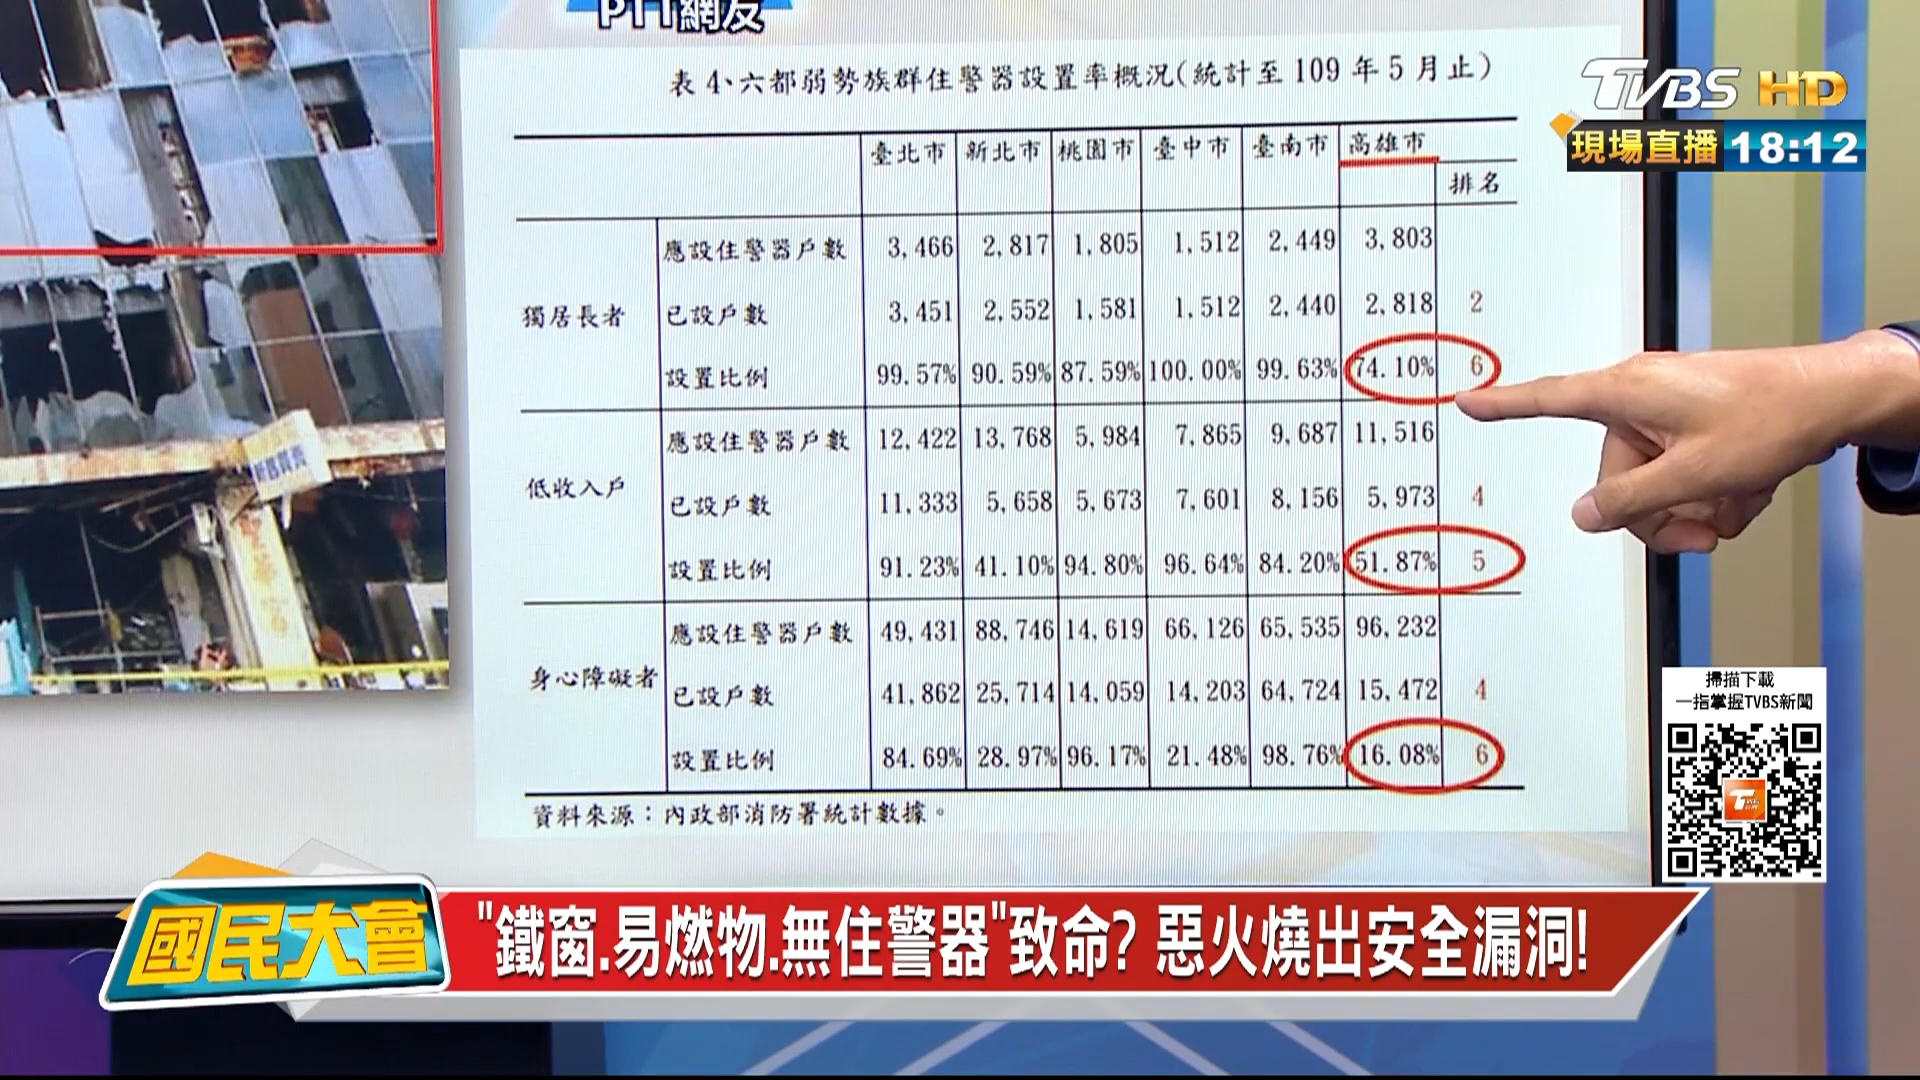 PTT網友
TVBS HD
現場直播 18:12
表 4、六都弱勢族群住警器設置率概況(統計至 109 年 5 月止)
臺北市 新北市 桃園市 臺中市 臺南市 高雄市
排名
獨居長者
應設住警器戶數 3,466 2,817 1,805 1,512 2,449 3,803
已設戶數 3,451 2,552 1,581 1,512 2,440 2,818 2
設置比例 99.57% 90.59% 87.59% 100.00% 99.63% 74.10% 6
低收入戶
應設住警器戶數 12,422 13,768 5,984 7,865 9,687 11,516
已設戶數 11,333 5,658 5,673 7,601 8,156 5,973 4
設置比例 91.23% 41.10% 94.80% 96.64% 84.20% 51.87% 5
身心障礙者
應設住警器戶數 49,431 88,746 14,619 66,126 65,535 96,232
已設戶數 41,862 25,714 14,059 14,203 64,724 15,472 4
設置比例 84.69% 28.97% 96.17% 21.48% 98.76% 16.08% 6
資料來源：內政部消防署統計數據。
掃描下載
一指掌握TVBS新聞
國民大會
"鐵窗.易燃物.無住警器"致命? 惡火燒出安全漏洞!